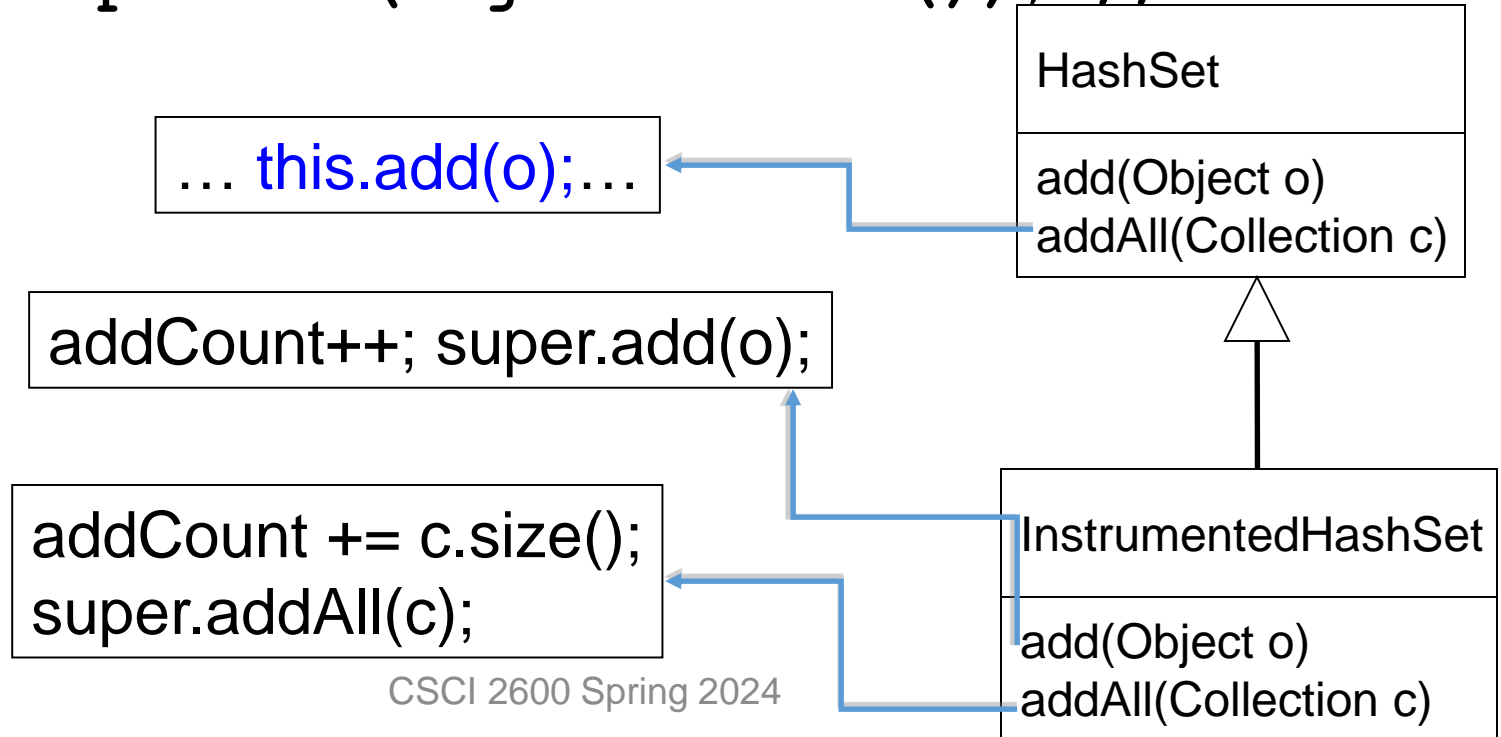 HashSet
… this.add(o);…
add(Object o)
addAll(Collection c)
addCount++; super.add(o);
addCount += c.size();
super.addAll(c);
InstrumentedHashSet
add(Object o)
addAll(Collection c)
CSCI 2600 Spring 2024